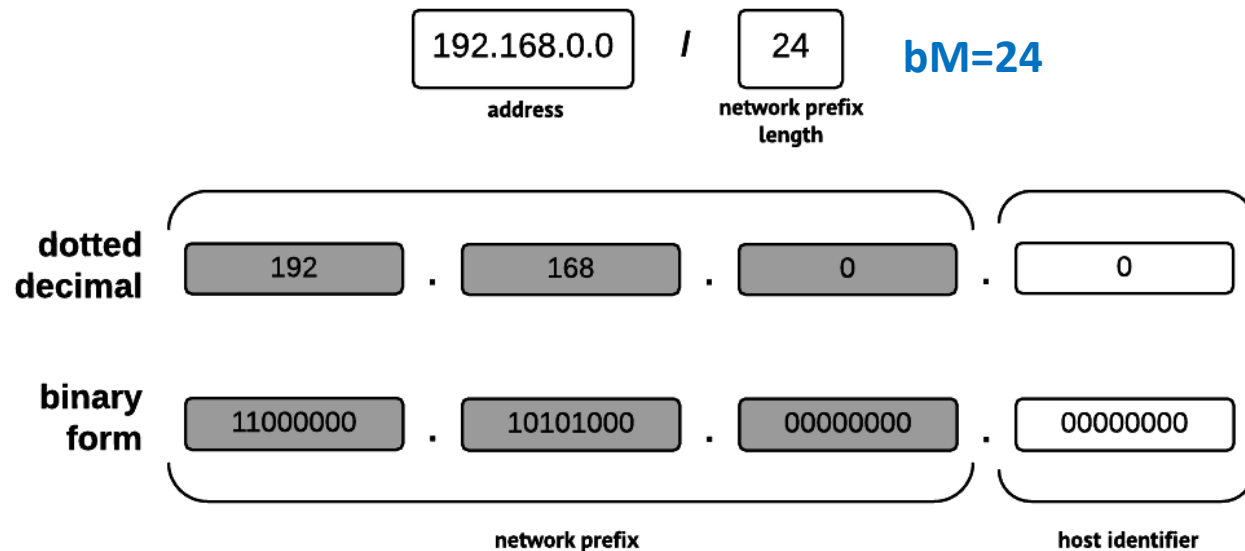 192.168.0.0 / 24 bM=24
address network prefix
length
dotted
decimal
192 . 168 . 0 . 0
binary
form
11000000 . 10101000 . 00000000 . 00000000
network prefix host identifier